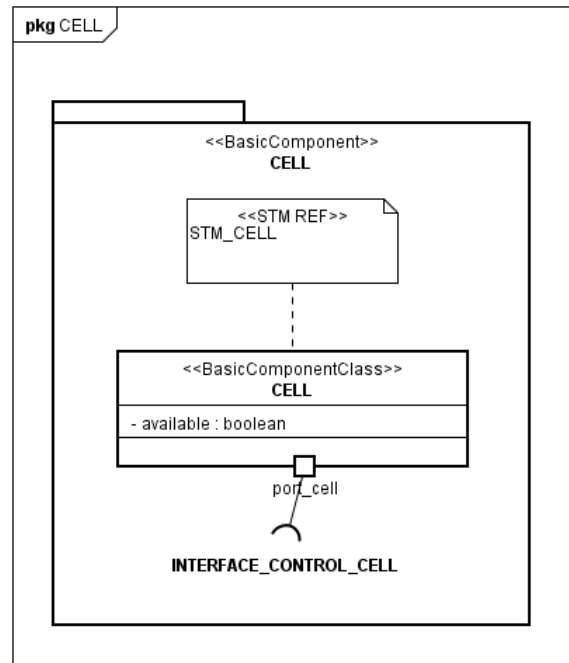 pkg CELL
<<BasicComponent>>
CELL
<<STM REF>>
STM_CELL
<<BasicComponentClass>>
CELL
- available : boolean
port_cell
INTERFACE_CONTROL_CELL